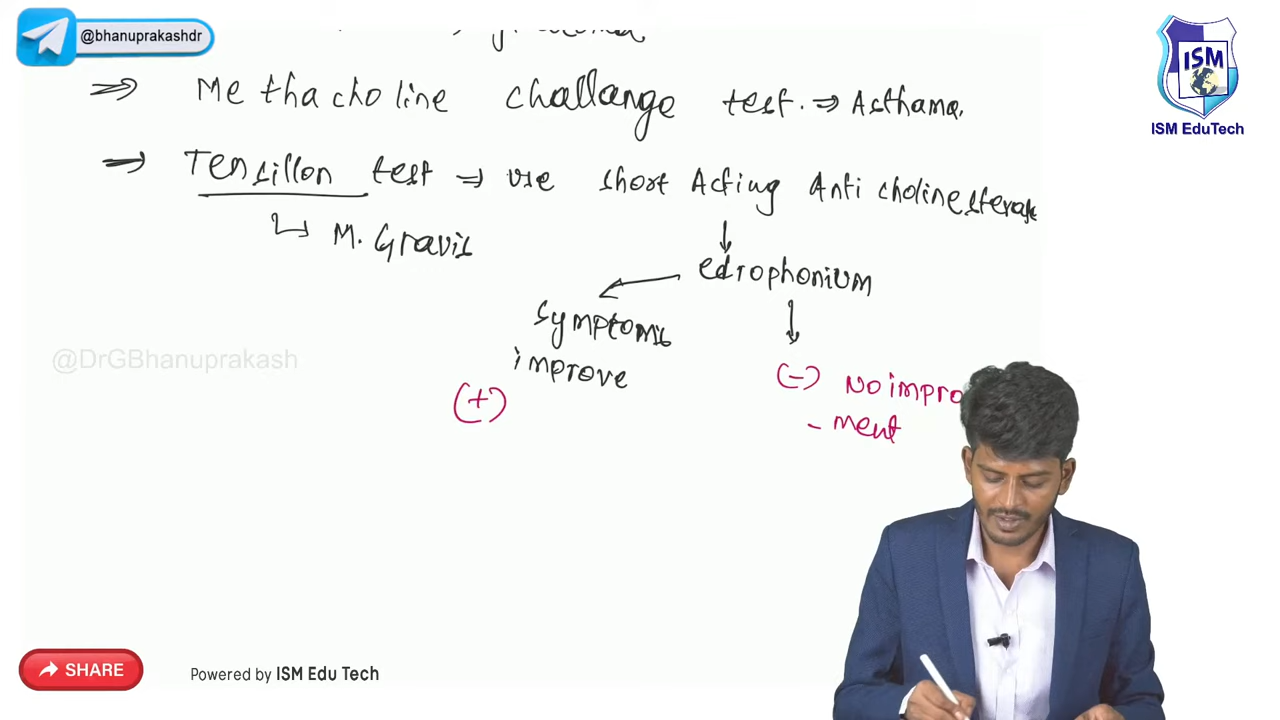 @bhanuprakashdr
ISM
ISM EduTech
⇒ Methacholine challange test. ⇒ Asthama.
⇒ Tensillon test ⇒ use short Acting Anti cholinesterase
↳ M. Gravis
↓
edrophonium
symptoms
improve
(+)
(-) No impro
- ment
@DrGBhanuprakash
SHARE
Powered by ISM Edu Tech